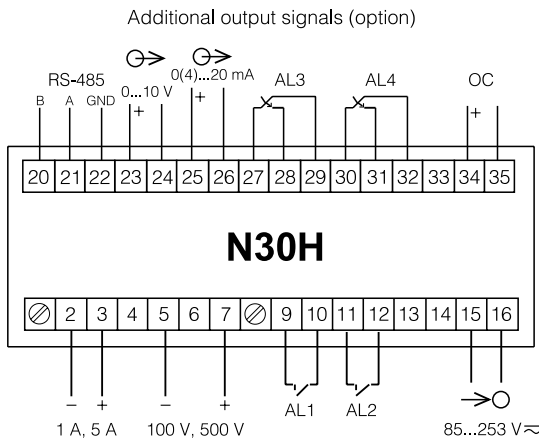 Additional output signals (option)
RS-485
B A GND
0...10 V
+
0(4)...20 mA
+
AL3
AL4
OC
+
20 21 22 23 24 25 26 27 28 29 30 31 32 33 34 35
N30H
2 3 4 5 6 7 9 10 11 12 13 14 15 16
− + − +
AL1 AL2
1 A, 5 A 100 V, 500 V 85...253 V ≂